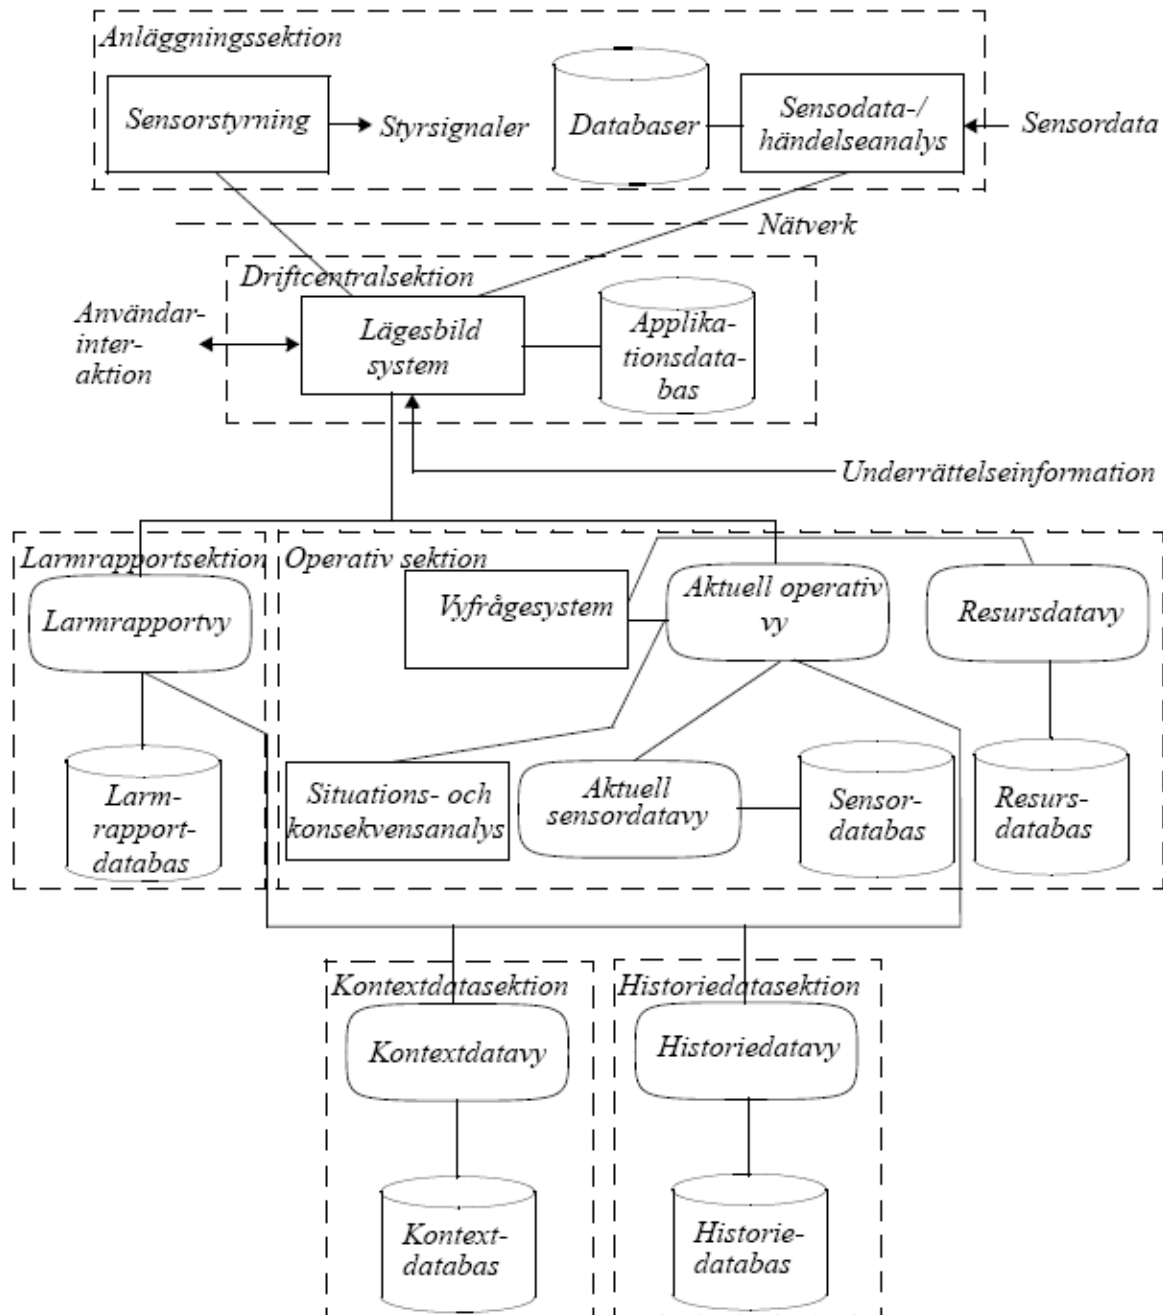 Anläggningssektion
Sensorstyrning
Styrsignaler
Databaser
Sensodata-/
händelseanalys
Sensordata
Nätverk
Driftcentralsektion
Användar-
inter-
aktion
Lägesbild
system
Applika-
tionsdata-
bas
Underrättelseinformation
Larmrapportsektion
Operativ sektion
Larmrapportvy
Vyfrågesystem
Aktuell operativ
vy
Resursdatavy
Larm-
rapport-
databas
Situations- och
konsekvensanalys
Aktuell
sensordatavy
Sensor-
databas
Resurs-
databas
Kontextdatasektion
Historiedatasektion
Kontextdatavy
Historiedatavy
Kontext-
databas
Historie-
databas